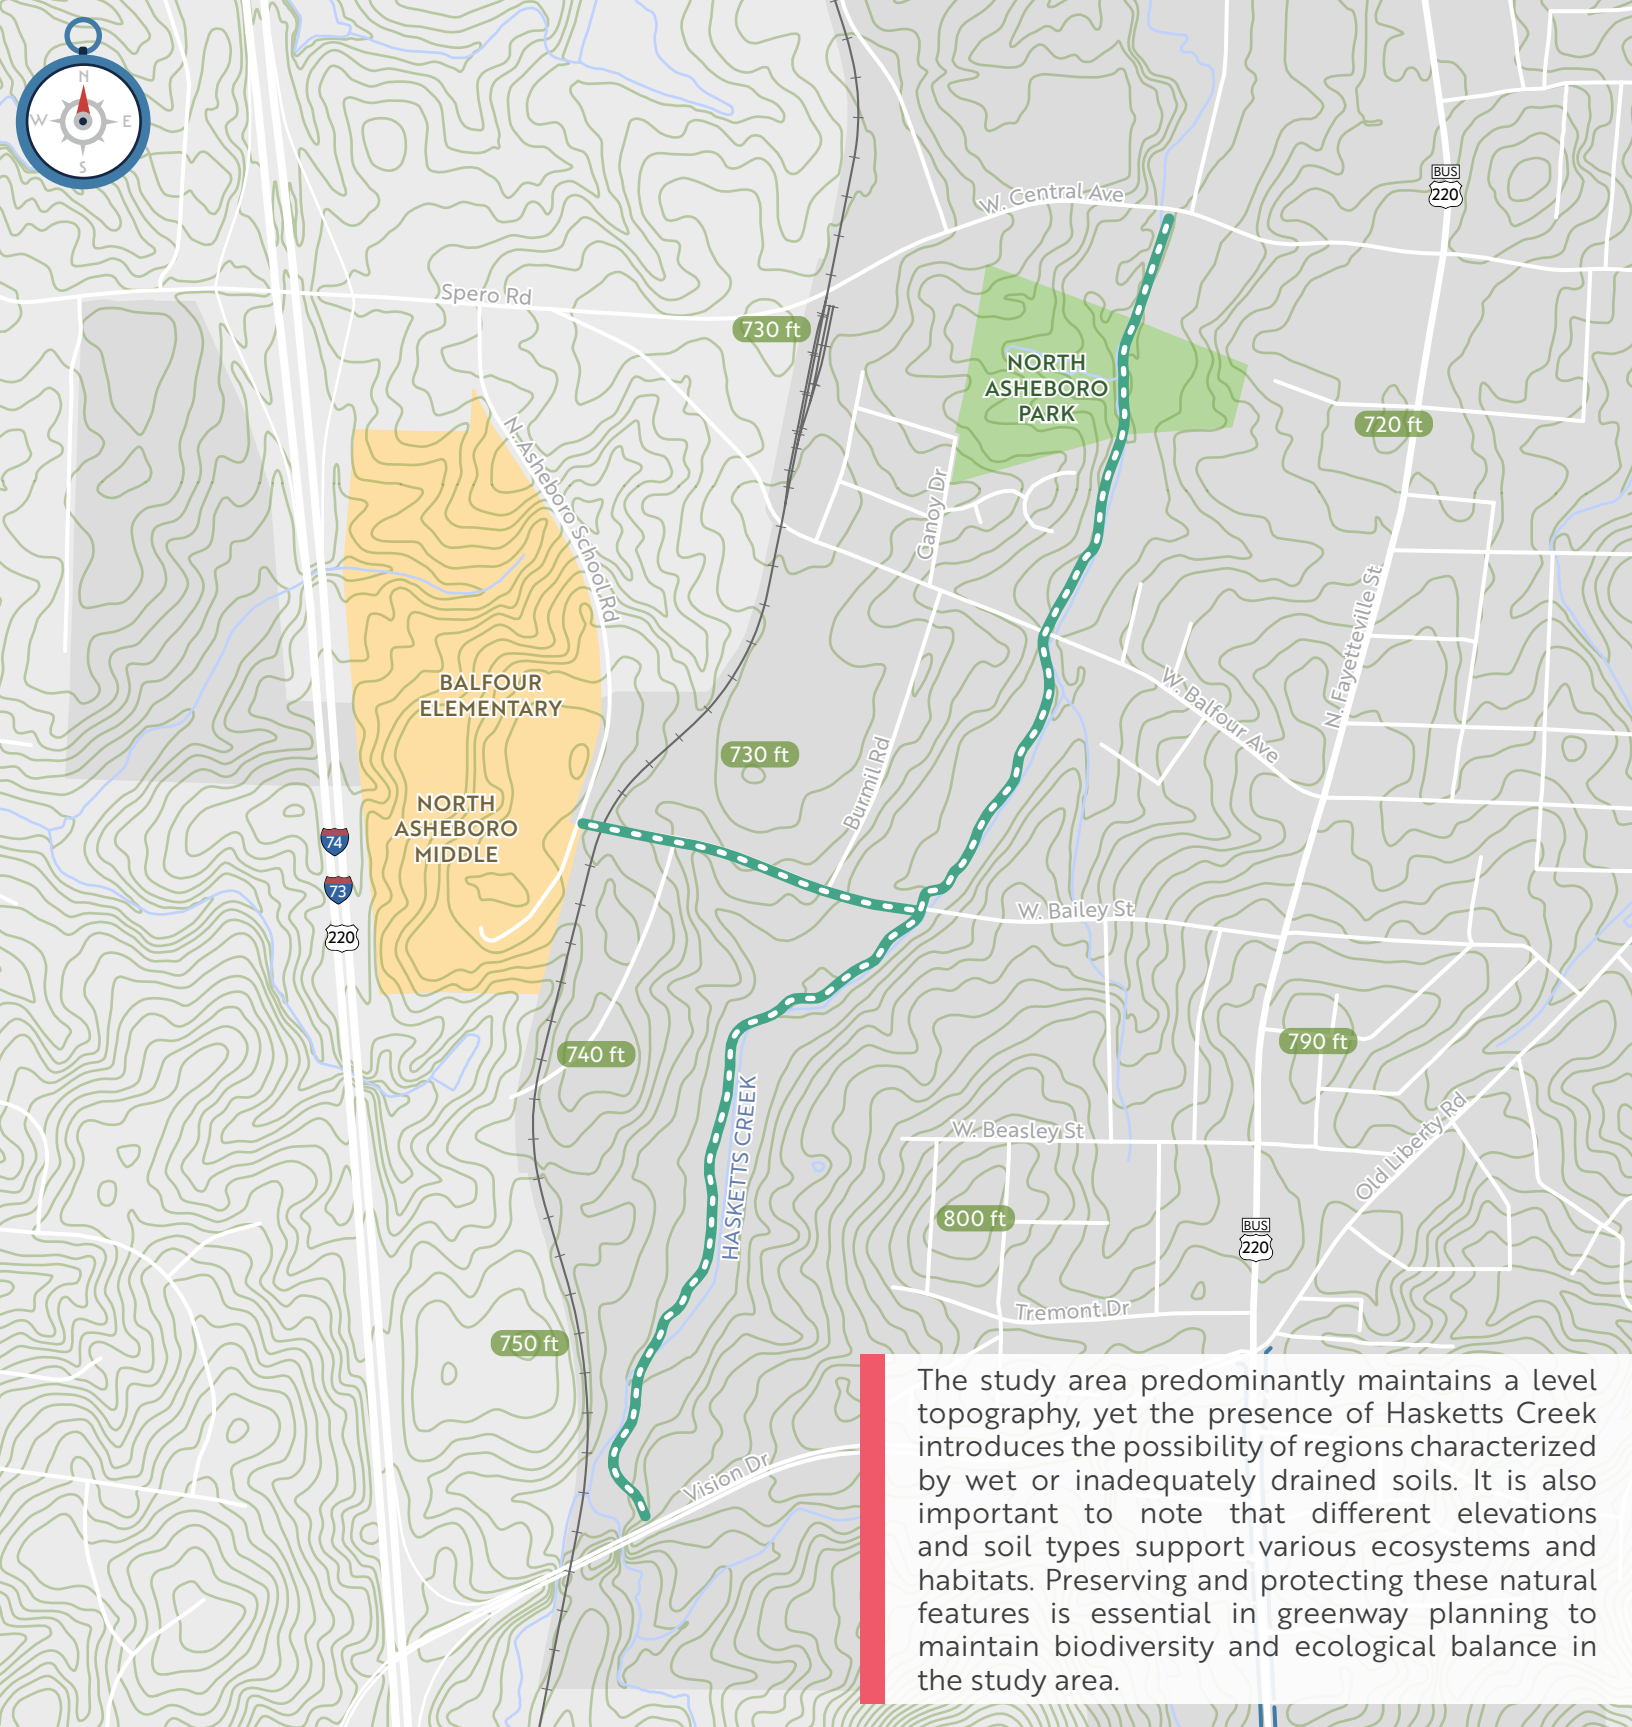 N
W
E
S
W. Central Ave
BUS
220
Spero Rd
730 ft
NORTH
ASHEBORO
PARK
720 ft
N. Asheboro School Rd
Canoy Dr
N. Fayetteville St
BALFOUR
ELEMENTARY
W. Balfour Ave
730 ft
Burmil Rd
NORTH
ASHEBORO
MIDDLE
74
73
220
W. Bailey St
740 ft
790 ft
HASKETTS CREEK
W. Beasley St
Old Liberty Rd
800 ft
BUS
220
Tremont Dr
750 ft
Vision Dr
The study area predominantly maintains a level
topography, yet the presence of Hasketts Creek
introduces the possibility of regions characterized
by wet or inadequately drained soils. It is also
important to note that different elevations
and soil types support various ecosystems and
habitats. Preserving and protecting these natural
features is essential in greenway planning to
maintain biodiversity and ecological balance in
the study area.